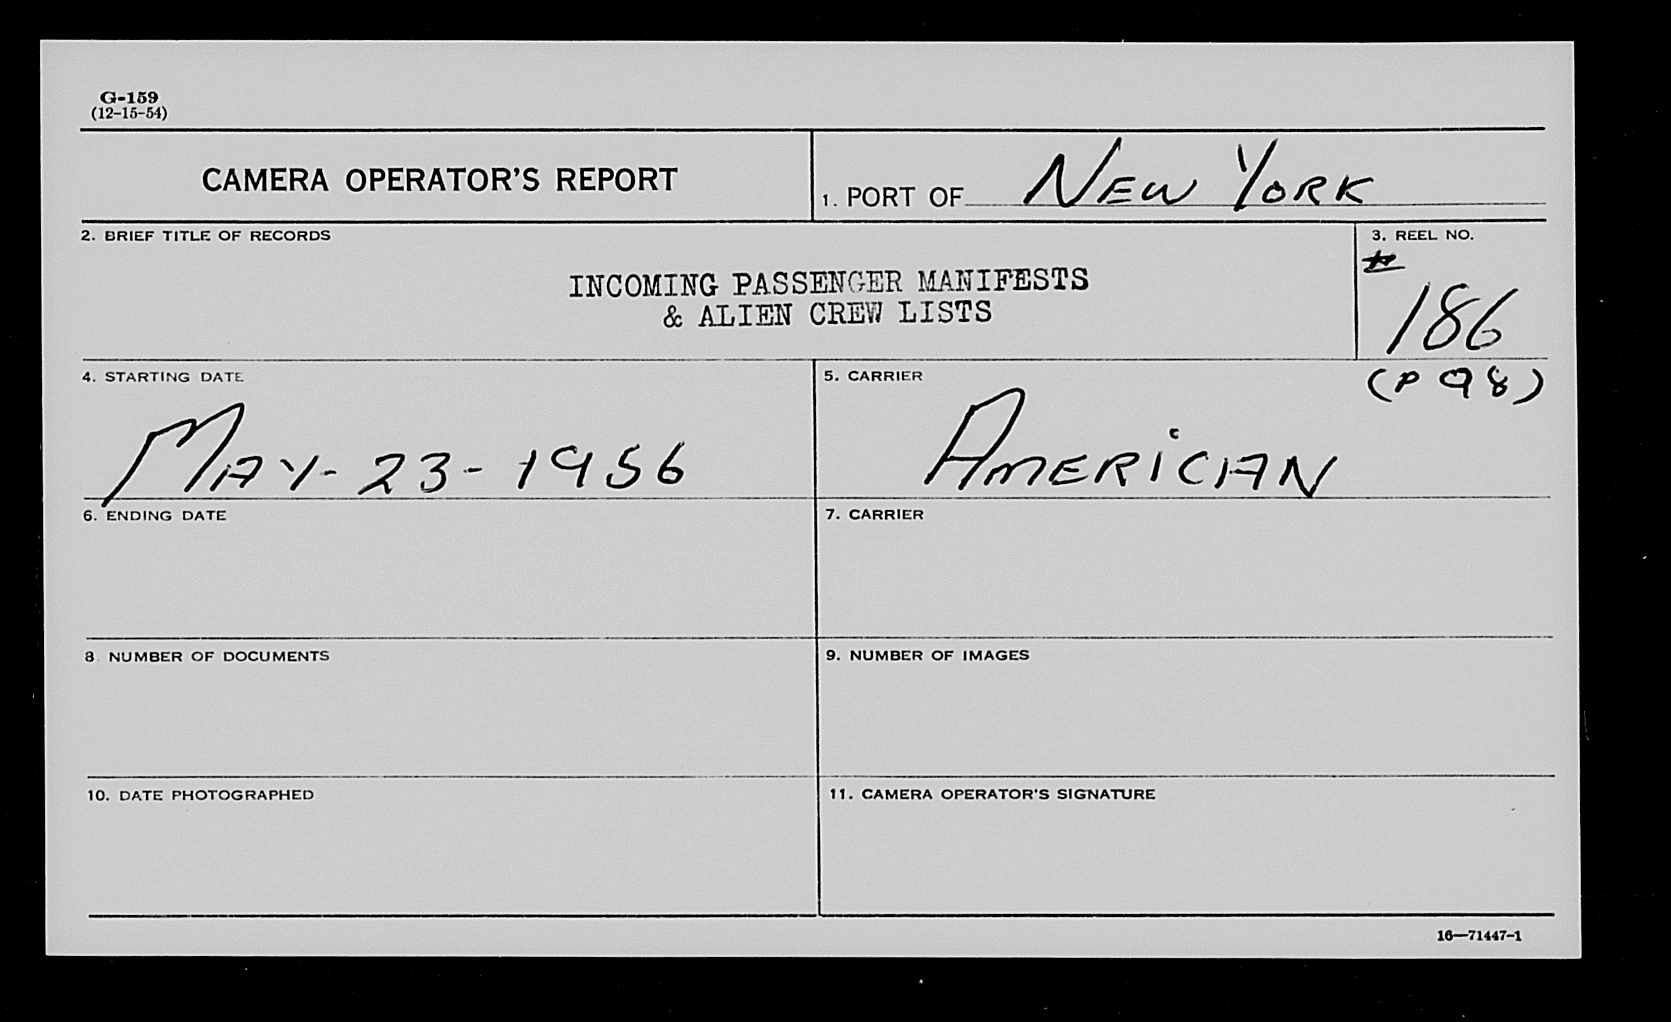 G-159
(12-15-54)
CAMERA OPERATOR'S REPORT
1. PORT OF NEW YORK
2. BRIEF TITLE OF RECORDS
INCOMING PASSENGER MANIFESTS
& ALIEN CREW LISTS
3. REEL NO.
#
186
(P 98)
4. STARTING DATE
MAY-23-1956
5. CARRIER
AMERICAN
6. ENDING DATE
7. CARRIER
8 NUMBER OF DOCUMENTS
9. NUMBER OF IMAGES
10. DATE PHOTOGRAPHED
11. CAMERA OPERATOR'S SIGNATURE
16—71447-1